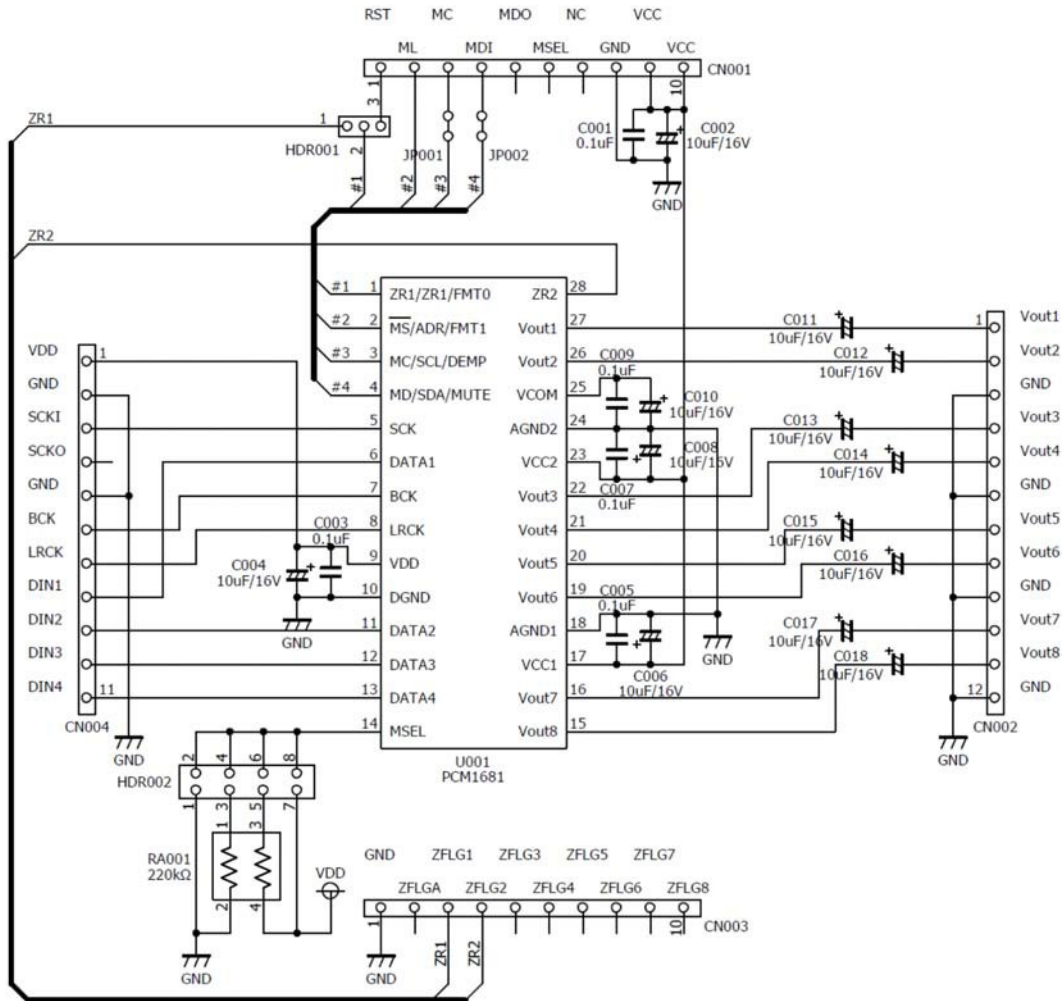 RST MC MDO NC VCC
ML MDI MSEL GND VCC
CN001
1 10
3
ZR1
1
HDR001
2
JP001 JP002
C001
0.1uF
C002
10uF/16V
GND
#1 #2 #3 #4
ZR2
#1 1 ZR1/ZR1/FMT0 ZR2 28
#2 2 MS/ADR/FMT1 Vout1 27
#3 3 MC/SCL/DEMP Vout2 26
#4 4 MD/SDA/MUTE VCOM 25
5 SCK AGND2 24
6 DATA1 VCC2 23
7 BCK Vout3 22
8 LRCK Vout4 21
9 VDD Vout5 20
10 DGND Vout6 19
11 DATA2 AGND1 18
12 DATA3 VCC1 17
13 DATA4 Vout7 16
14 MSEL Vout8 15
U001
PCM1681
VDD 1
GND
SCKI
SCKO
GND
BCK
LRCK
DIN1
DIN2
DIN3
DIN4 11
CN004
GND
C003
0.1uF
C004
10uF/16V
GND
C009
0.1uF
C010
10uF/16V
C008
10uF/16V
C007
0.1uF
C005
0.1uF
C006
10uF/16V
GND
C011
10uF/16V
C012
10uF/16V
C013
10uF/16V
C014
10uF/16V
C015
10uF/16V
C016
10uF/16V
C017
10uF/16V
C018
10uF/16V
1 Vout1
Vout2
GND
Vout3
Vout4
GND
Vout5
Vout6
GND
Vout7
Vout8
12 GND
CN002
GND
2 4 6 8
HDR002
1 3 5 7
1 3
RA001
220kΩ
2 4
VDD
GND
GND ZFLG1 ZFLG3 ZFLG5 ZFLG7
ZFLGA ZFLG2 ZFLG4 ZFLG6 ZFLG8
1 10
CN003
ZR1 ZR2
GND